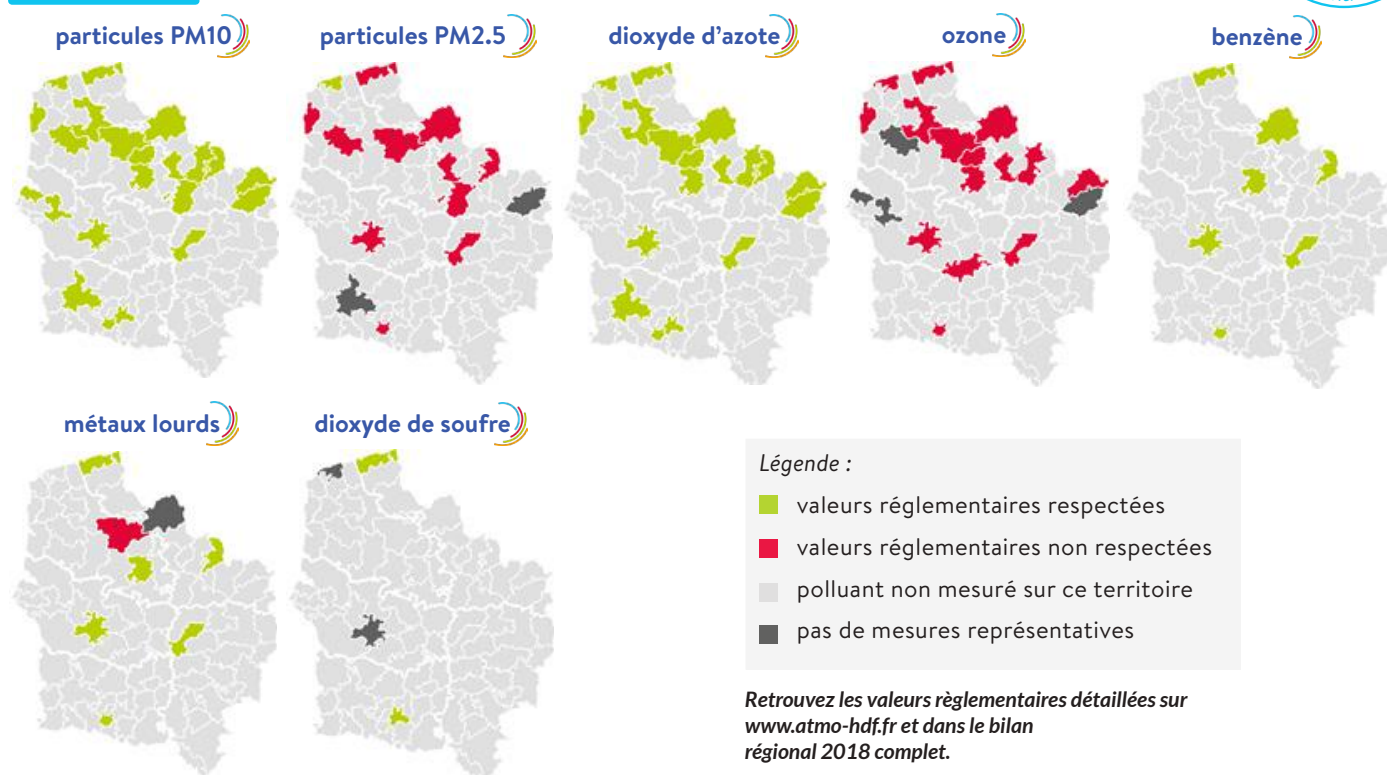 particules PM10
particules PM2.5
dioxyde d'azote
ozone
benzène
métaux lourds
dioxyde de soufre
Légende :
valeurs réglementaires respectées
valeurs réglementaires non respectées
polluant non mesuré sur ce territoire
pas de mesures représentatives
Retrouvez les valeurs règlementaires détaillées sur
www.atmo-hdf.fr et dans le bilan
régional 2018 complet.